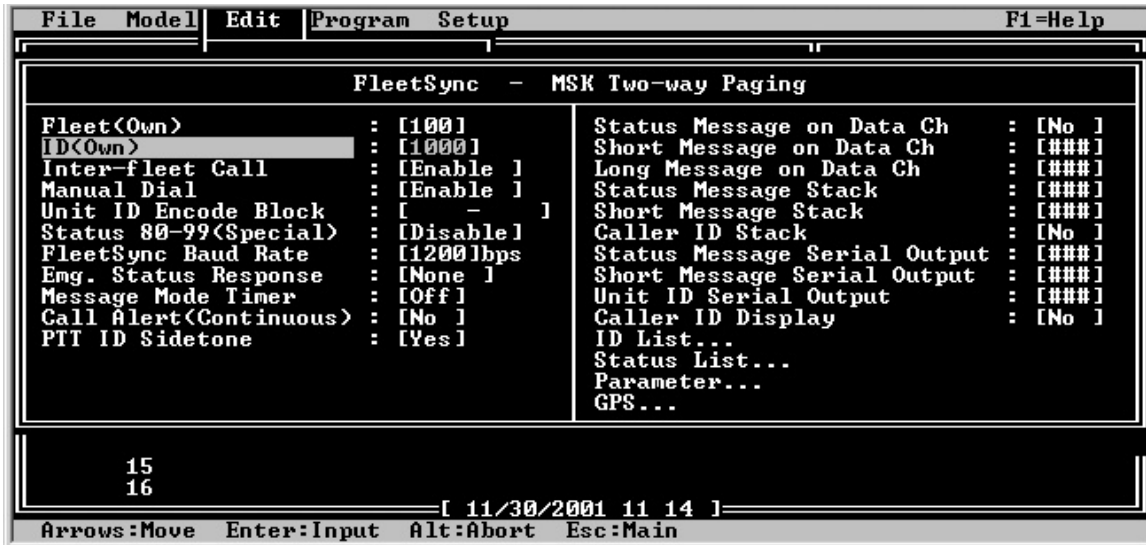 File Model Edit Program Setup F1=Help
FleetSync - MSK Two-way Paging
Fleet(Own) : [100]
ID(Own) : [1000]
Inter-fleet Call : [Enable ]
Manual Dial : [Enable ]
Unit ID Encode Block : [ - ]
Status 80-99(Special) : [Disable]
FleetSync Baud Rate : [1200]bps
Emg. Status Response : [None ]
Message Mode Timer : [Off]
Call Alert(Continuous) : [No ]
PTT ID Sidetone : [Yes]
Status Message on Data Ch : [No ]
Short Message on Data Ch : [###]
Long Message on Data Ch : [###]
Status Message Stack : [###]
Short Message Stack : [###]
Caller ID Stack : [No ]
Status Message Serial Output : [###]
Short Message Serial Output : [###]
Unit ID Serial Output : [###]
Caller ID Display : [No ]
ID List...
Status List...
Parameter...
GPS...
15
16
[ 11/30/2001 11 14 ]
Arrows:Move Enter:Input Alt:Abort Esc:Main